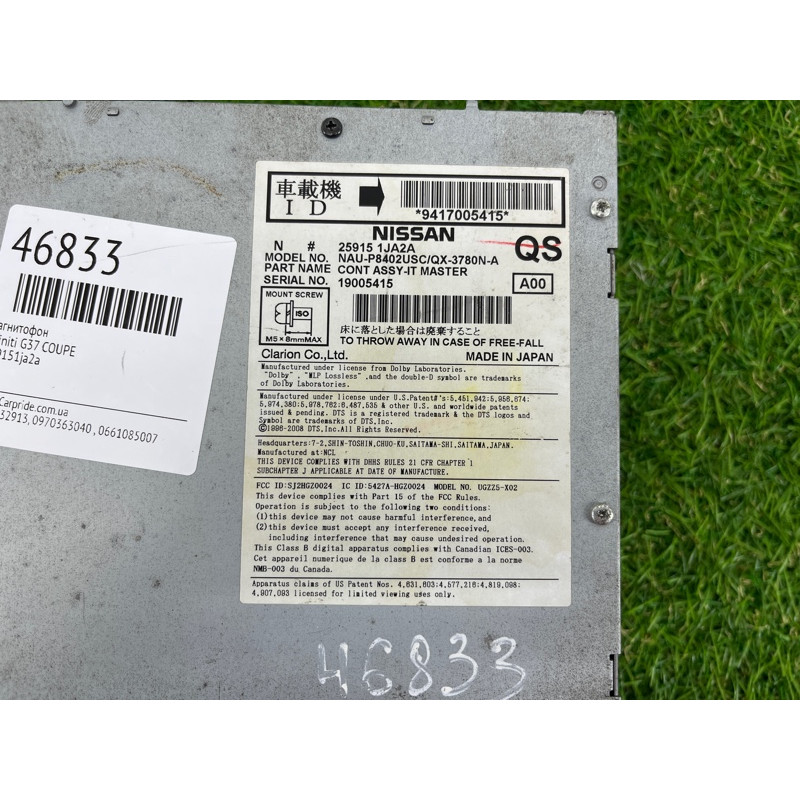 46833
агнитофон
finiti G37 COUPE
9151ja2a
Carpride.com.ua
32913, 0970363040 , 0661085007
車載機
ID
*9417005415*
NISSAN
QS
N # 25915 1JA2A
MODEL NO. NAU-P8402USC/QX-3780N-A
PART NAME CONT ASSY-IT MASTER
SERIAL NO. 19005415
A00
MOUNT SCREW
ISO
M5×8mmMAX
床に落とした場合は廃棄すること
TO THROW AWAY IN CASE OF FREE-FALL
Clarion Co.,Ltd. MADE IN JAPAN
Manufactured under license from Dolby Laboratories.
"Dolby", "MLP Lossless" ,and the double-D symbol are trademarks
of Dolby Laboratories.
Manufactured under license under U.S.Patent#'s:5,451,942;5,956,674;
5,974,380;5,978,762;6,487,535 & other U.S. and worldwide patents
issued & pending. DTS is a registered trademark & the DTS logos and
Symbol are trademarks of DTS,Inc.
©1996-2008 DTS,Inc.All Rights Reserved.
Headquarters:7-2,SHIN-TOSHIN,CHUO-KU,SAITAMA-SHI,SAITAMA,JAPAN.
Manufactured at:NCL
THIS DEVICE COMPLIES WITH DHHS RULES 21 CFR CHAPTER I
SUBCHAPTER J APPLICABLE AT DATE OF MANUFACTURE.
FCC ID:SJ2HGZ0024 IC ID:5427A-HGZ0024 MODEL NO. UGZZ5-X02
This device complies with Part 15 of the FCC Rules.
Operation is subject to the following two conditions:
(1)this device may not cause harmful interference,and
(2)this device must accept any interference received,
including interference that may cause undesired operation.
This Class B digital apparatus complies with Canadian ICES-003.
Cet appareil numerique de la class B est conforme a la norme
NMB-003 du Canada.
Apparatus claims of US Patent Nos. 4,631,603;4,577,216;4,819,098;
4,907,093 licensed for limited viewing uses only.
46833